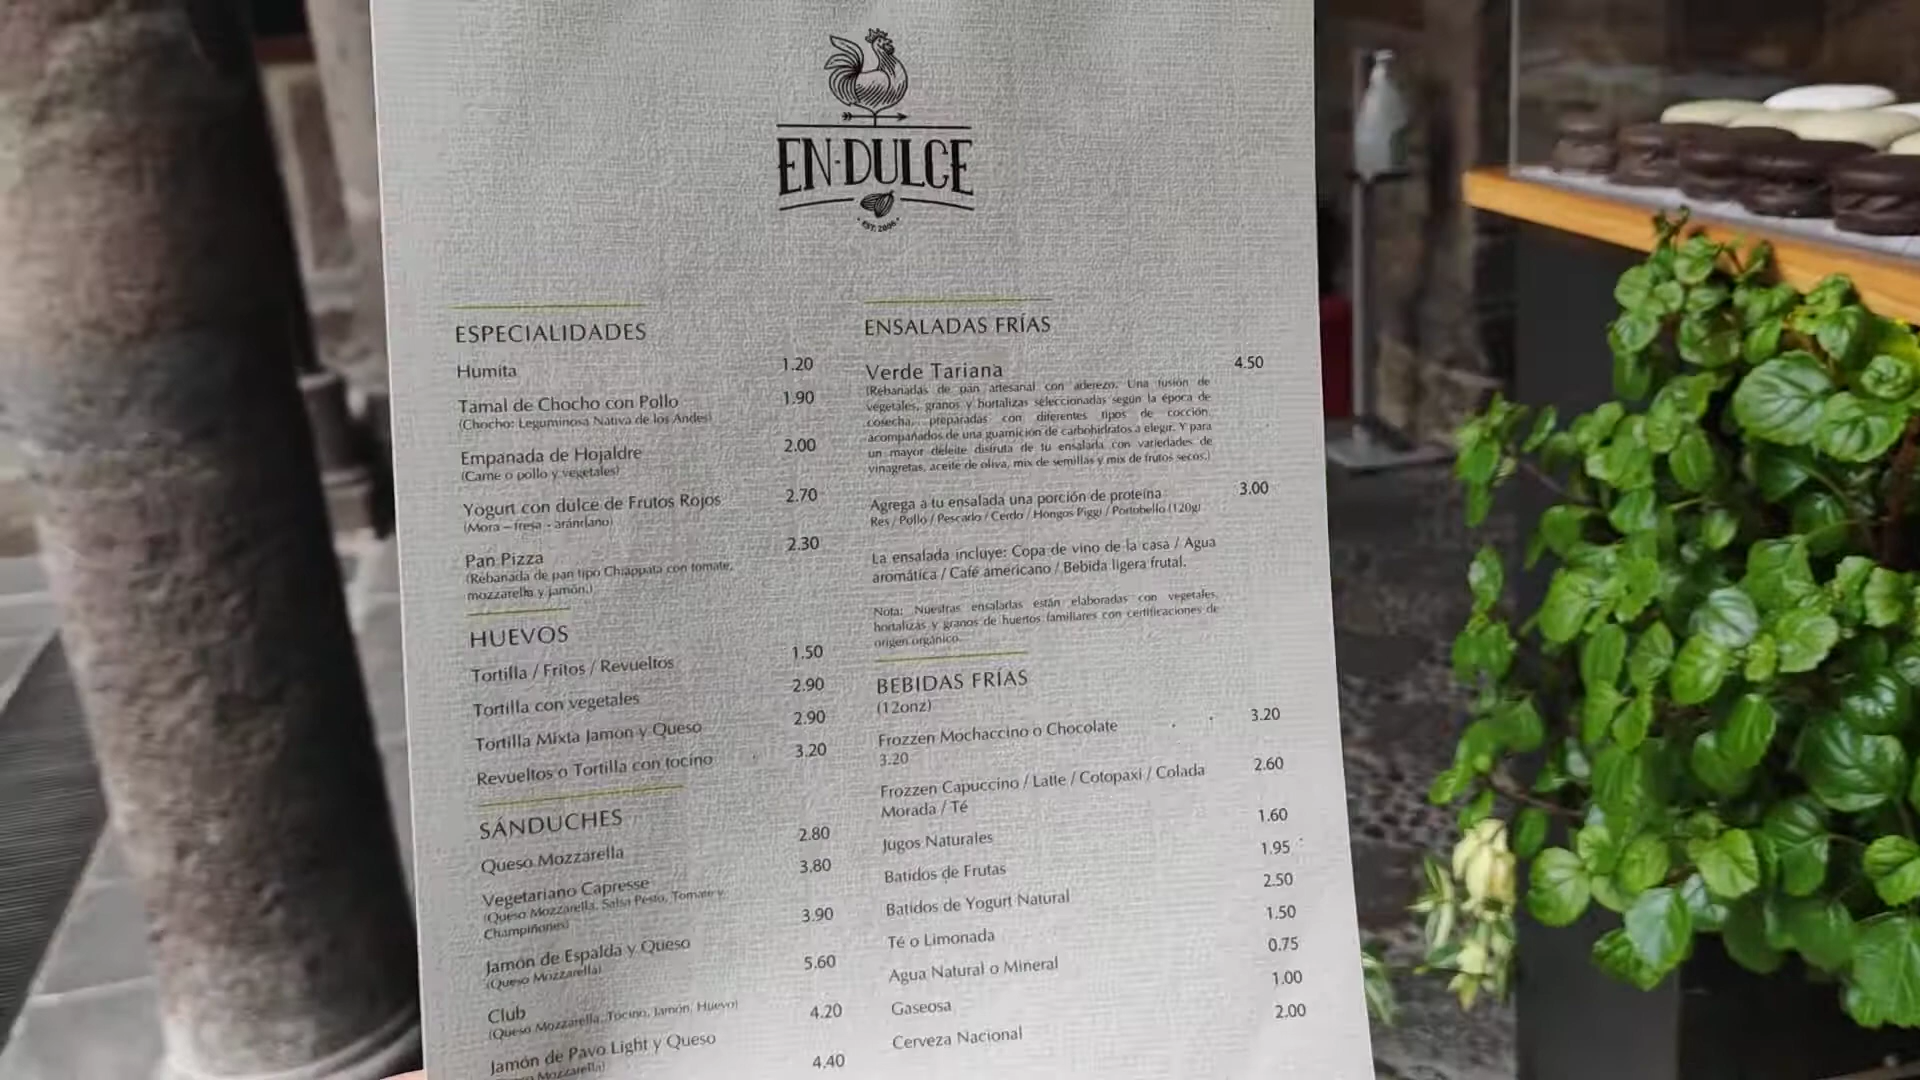 EN·DULCE
EST. 2006
ESPECIALIDADES
Humita 1.20
Tamal de Chocho con Pollo 1.90
(Chocho: Leguminosa Nativa de los Andes)
Empanada de Hojaldre 2.00
(Carne o pollo y vegetales)
Yogurt con dulce de Frutos Rojos 2.70
(Mora – fresa - arándano)
Pan Pizza 2.30
(Rebanada de pan tipo Chiappata con tomate,
mozzarella y jamón.)
HUEVOS
Tortilla / Fritos / Revueltos 1.50
Tortilla con vegetales 2.90
Tortilla Mixta Jamón y Queso 2.90
Revueltos o Tortilla con tocino 3.20
SÁNDUCHES
Queso Mozzarella 2.80
Vegetariano Capresse 3.80
(Queso Mozzarella, Salsa Pesto, Tomate y
Champiñones)
Jamón de Espalda y Queso 3.90
(Queso Mozzarella)
Club 5.60
(Queso Mozzarella, Tocino, Jamón, Huevo)
Jamón de Pavo Light y Queso 4.20
Mozzarella)
4.40
ENSALADAS FRÍAS
Verde Tariana 4.50
(Rebanadas de pan artesanal con aderezo. Una fusión de
vegetales, granos y hortalizas seleccionadas según la época de
cosecha, preparadas con diferentes tipos de cocción,
acompañados de una guarnición de carbohidratos a elegir. Y para
un mayor deleite disfruta de tu ensalada con variedades de
vinagretas, aceite de oliva, mix de semillas y mix de frutos secos.)
Agrega a tu ensalada una porción de proteína 3.00
Res / Pollo / Pescado / Cerdo / Hongos Piggi / Portobello (120g)
La ensalada incluye: Copa de vino de la casa / Agua
aromática / Café americano / Bebida ligera frutal.
Nota: Nuestras ensaladas están elaboradas con vegetales,
hortalizas y granos de huertos familiares con certificaciones de
origen orgánico.
BEBIDAS FRÍAS
(12onz)
Frozzen Mochaccino o Chocolate 3.20
3.20
Frozzen Capuccino / Latte / Cotopaxi / Colada 2.60
Morada / Té
Jugos Naturales 1.60
Batidos de Frutas 1.95
Batidos de Yogurt Natural 2.50
Té o Limonada 1.50
Agua Natural o Mineral 0.75
Gaseosa 1.00
Cerveza Nacional 2.00